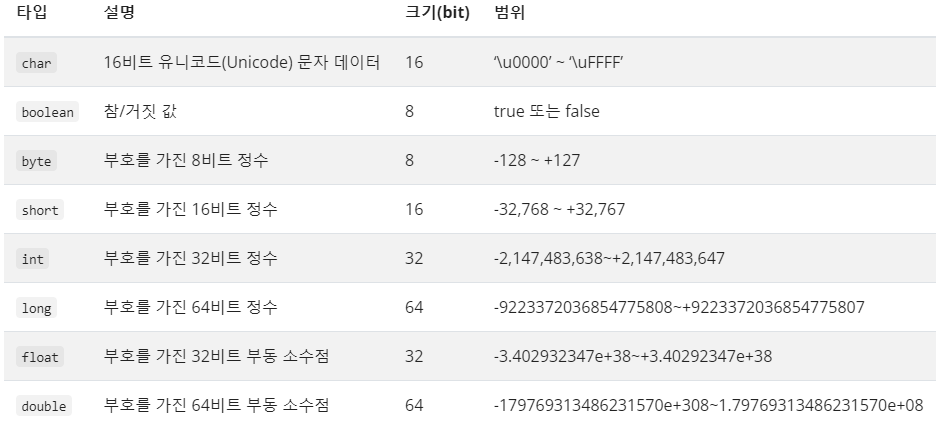 타입 설명 크기(bit) 범위
char 16비트 유니코드(Unicode) 문자 데이터 16 ‘\u0000’ ~ ‘\uFFFF’
boolean 참/거짓 값 8 true 또는 false
byte 부호를 가진 8비트 정수 8 -128 ~ +127
short 부호를 가진 16비트 정수 16 -32,768 ~ +32,767
int 부호를 가진 32비트 정수 32 -2,147,483,638~+2,147,483,647
long 부호를 가진 64비트 정수 64 -9223372036854775808~+9223372036854775807
float 부호를 가진 32비트 부동 소수점 32 -3.402932347e+38~+3.40292347e+38
double 부호를 가진 64비트 부동 소수점 64 -179769313486231570e+308~1.79769313486231570e+08